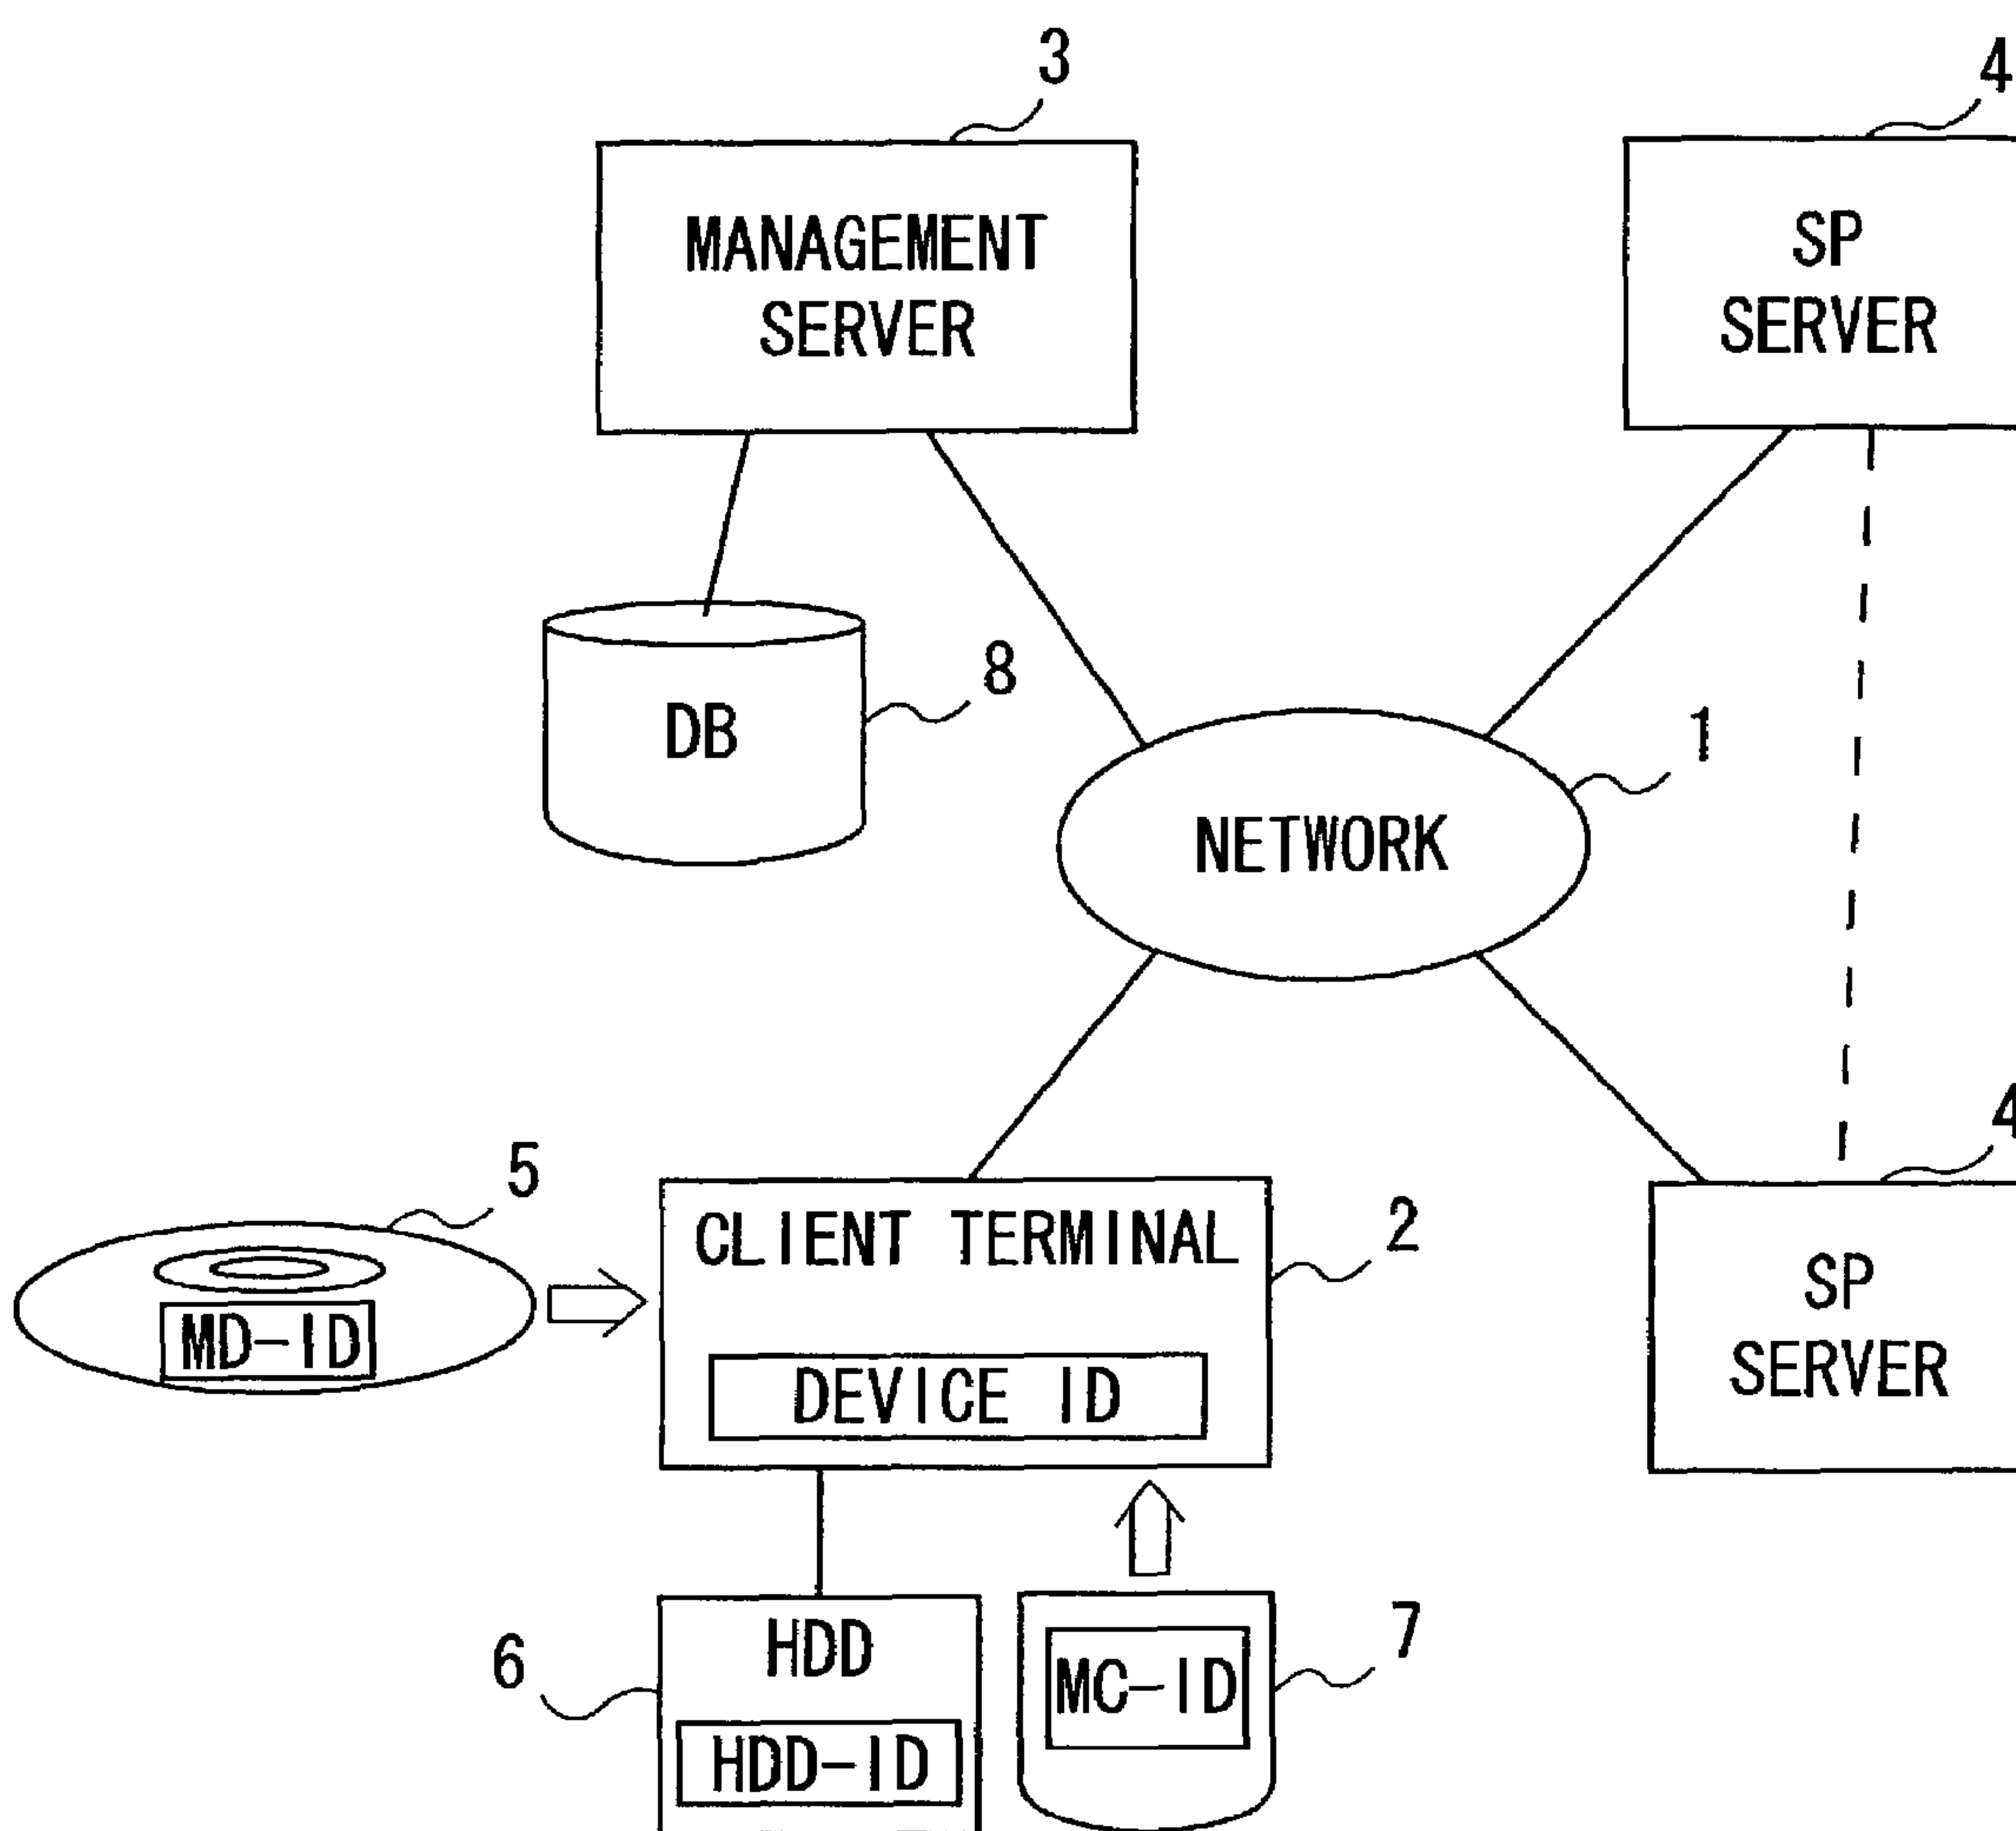 3
4
MANAGEMENT
SERVER
SP
SERVER
8
DB
1
NETWORK
4
5
2
CLIENT TERMINAL
MD-ID
DEVICE ID
SP
SERVER
6
HDD
HDD-ID
7
MC-ID